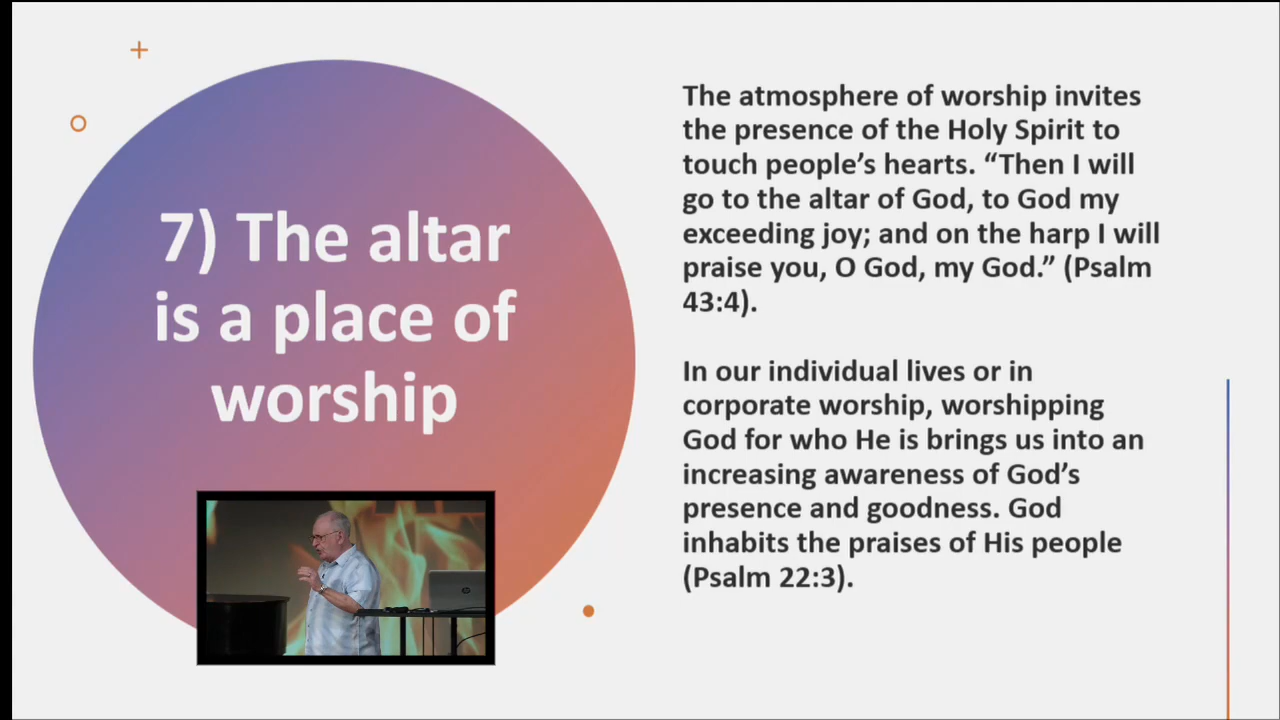 7) The altar
is a place of
worship
The atmosphere of worship invites
the presence of the Holy Spirit to
touch people’s hearts. “Then I will
go to the altar of God, to God my
exceeding joy; and on the harp I will
praise you, O God, my God.” (Psalm
43:4).
In our individual lives or in
corporate worship, worshipping
God for who He is brings us into an
increasing awareness of God’s
presence and goodness. God
inhabits the praises of His people
(Psalm 22:3).
hp